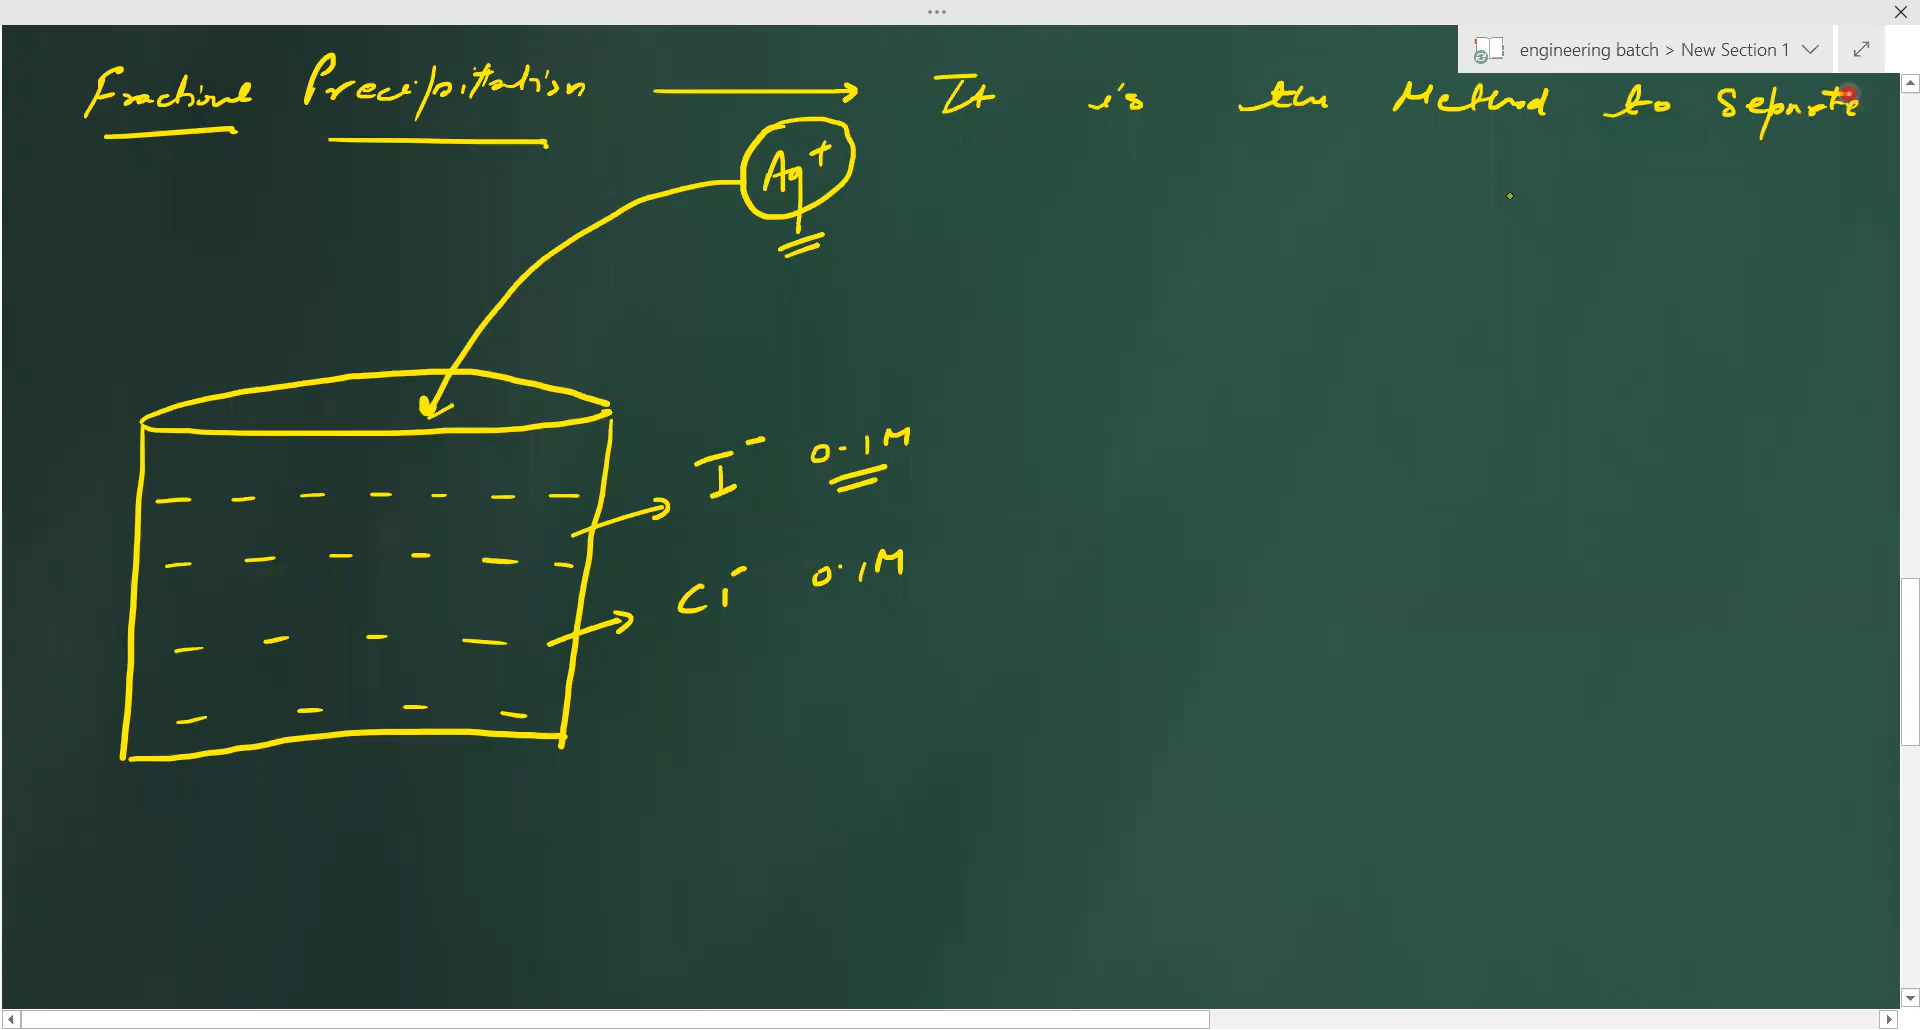 engineering batch > New Section 1
Fractional Precipitation → It is the Method to Separate
Ag+
I- 0.1M
Cl- 0.1M